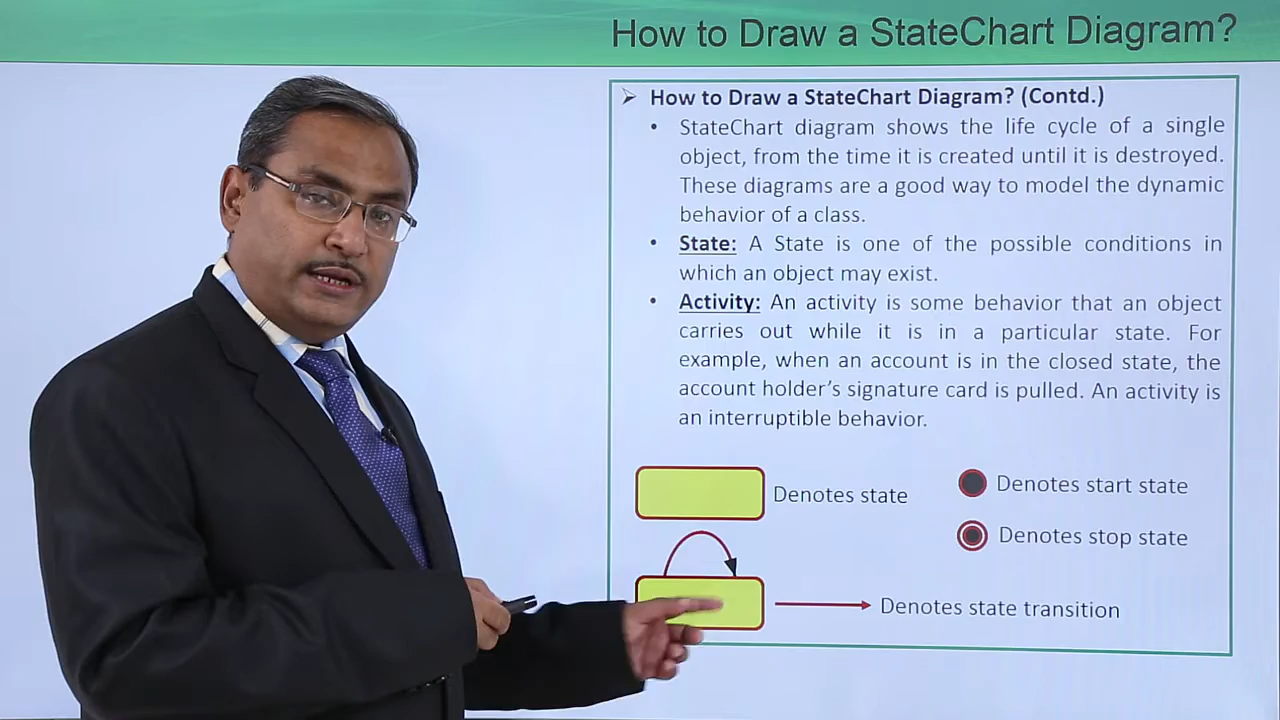 How to Draw a StateChart Diagram?
➢ How to Draw a StateChart Diagram? (Contd.)
• StateChart diagram shows the life cycle of a single
object, from the time it is created until it is destroyed.
These diagrams are a good way to model the dynamic
behavior of a class.
• State: A State is one of the possible conditions in
which an object may exist.
• Activity: An activity is some behavior that an object
carries out while it is in a particular state. For
example, when an account is in the closed state, the
account holder's signature card is pulled. An activity is
an interruptible behavior.
Denotes state
Denotes start state
Denotes stop state
Denotes state transition